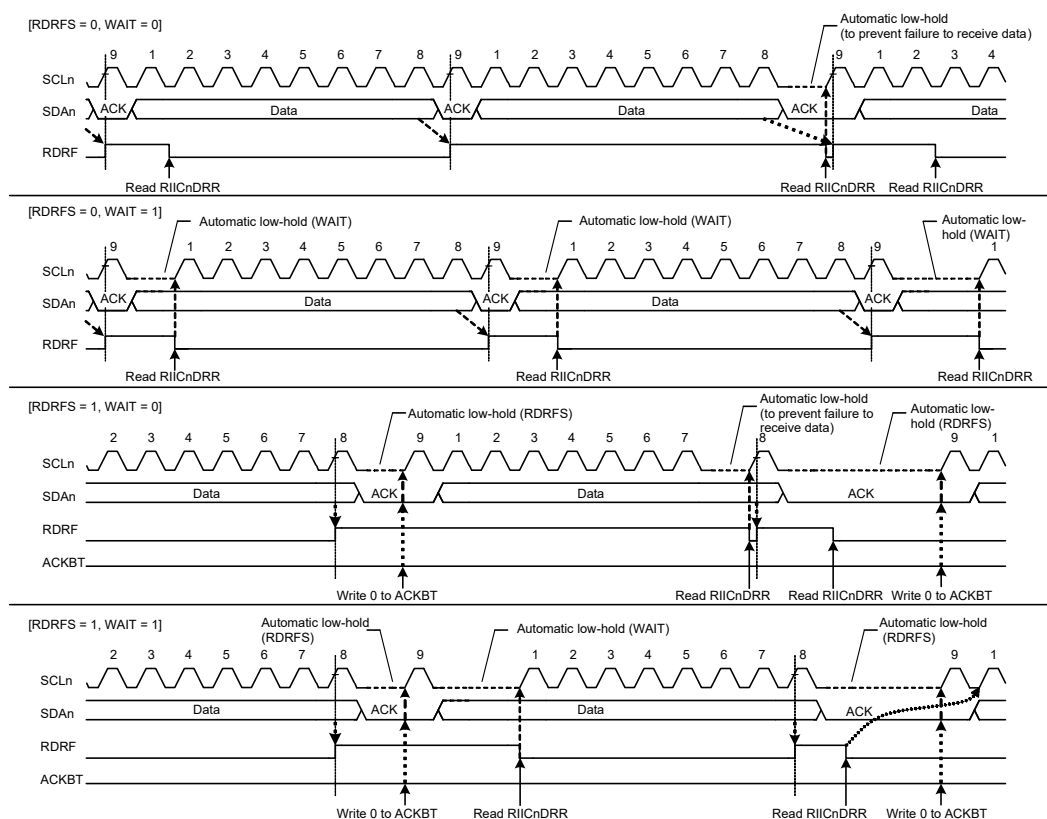 [RDRFS = 0, WAIT = 0]
Automatic low-hold
(to prevent failure to receive data)
9 1 2 3 4 5 6 7 8 9 1 2 3 4 5 6 7 8 9 1 2 3 4
SCLn
SDAn ACK Data ACK Data ACK Data
RDRF
Read RIICnDRR Read RIICnDRR Read RIICnDRR
[RDRFS = 0, WAIT = 1]
Automatic low-hold (WAIT) Automatic low-hold (WAIT) Automatic low-
hold (WAIT)
9 1 2 3 4 5 6 7 8 9 1 2 3 4 5 6 7 8 9 1
SCLn
SDAn ACK Data ACK Data ACK
RDRF
Read RIICnDRR Read RIICnDRR Read RIICnDRR
[RDRFS = 1, WAIT = 0]
Automatic low-hold (RDRFS) Automatic low-hold
(to prevent failure to
receive data) Automatic low-
hold (RDRFS)
2 3 4 5 6 7 8 9 1 2 3 4 5 6 7 8 9 1
SCLn
SDAn Data ACK Data ACK
RDRF
ACKBT
Write 0 to ACKBT Read RIICnDRR Read RIICnDRR Write 0 to ACKBT
[RDRFS = 1, WAIT = 1]
Automatic low-hold
(RDRFS) Automatic low-hold (WAIT) Automatic low-hold
(RDRFS)
2 3 4 5 6 7 8 9 1 2 3 4 5 6 7 8 9 1
SCLn
SDAn Data ACK Data ACK
RDRF
ACKBT
Write 0 to ACKBT Read RIICnDRR Read RIICnDRR Write 0 to ACKBT